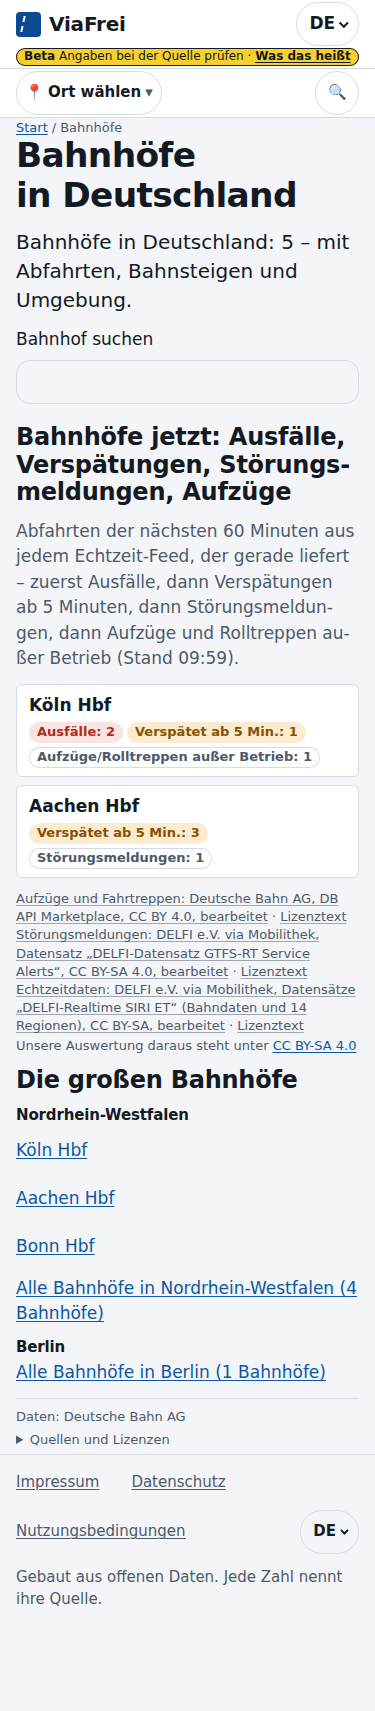 ViaFrei
DE
Beta Angaben bei der Quelle prüfen · Was das heißt
📍 Ort wählen ▾
🔍
Start / Bahnhöfe
Bahnhöfe
in Deutschland
Bahnhöfe in Deutschland: 5 – mit
Abfahrten, Bahnsteigen und
Umgebung.
Bahnhof suchen
Bahnhöfe jetzt: Ausfälle,
Verspätungen, Störungs-
meldungen, Aufzüge
Abfahrten der nächsten 60 Minuten aus
jedem Echtzeit-Feed, der gerade liefert
– zuerst Ausfälle, dann Verspätungen
ab 5 Minuten, dann Störungsmeldun-
gen, dann Aufzüge und Rolltreppen au-
ßer Betrieb (Stand 09:59).
Köln Hbf
Ausfälle: 2 Verspätet ab 5 Min.: 1
Aufzüge/Rolltreppen außer Betrieb: 1
Aachen Hbf
Verspätet ab 5 Min.: 3
Störungsmeldungen: 1
Aufzüge und Fahrtreppen: Deutsche Bahn AG, DB
API Marketplace, CC BY 4.0, bearbeitet · Lizenztext
Störungsmeldungen: DELFI e.V. via Mobilithek,
Datensatz „DELFI-Datensatz GTFS-RT Service
Alerts“, CC BY-SA 4.0, bearbeitet · Lizenztext
Echtzeitdaten: DELFI e.V. via Mobilithek, Datensätze
„DELFI-Realtime SIRI ET“ (Bahndaten und 14
Regionen), CC BY-SA, bearbeitet · Lizenztext
Unsere Auswertung daraus steht unter CC BY-SA 4.0
Die großen Bahnhöfe
Nordrhein-Westfalen
Köln Hbf
Aachen Hbf
Bonn Hbf
Alle Bahnhöfe in Nordrhein-Westfalen (4
Bahnhöfe)
Berlin
Alle Bahnhöfe in Berlin (1 Bahnhöfe)
Daten: Deutsche Bahn AG
▶ Quellen und Lizenzen
Impressum Datenschutz
Nutzungsbedingungen
DE
Gebaut aus offenen Daten. Jede Zahl nennt
ihre Quelle.